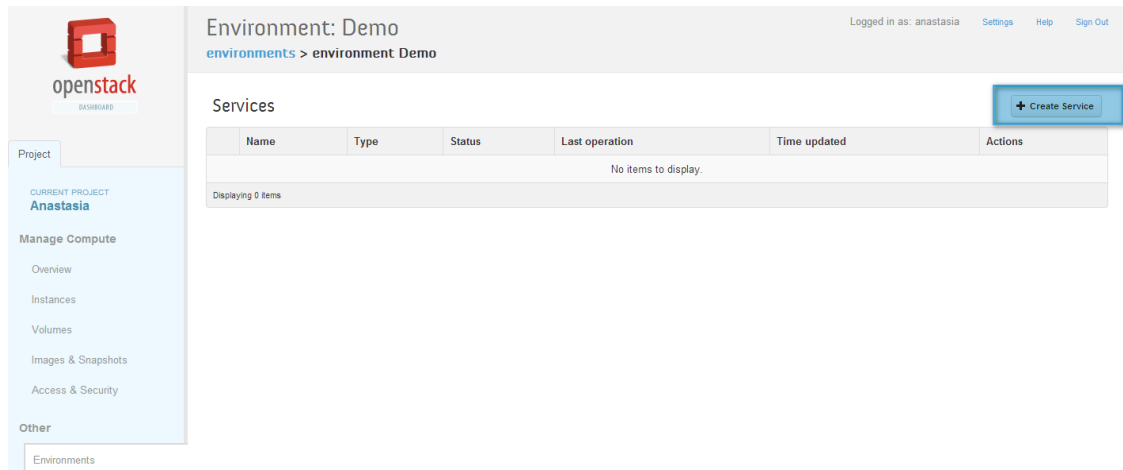 openstack
DASHBOARD
Project
CURRENT PROJECT
Anastasia
Manage Compute
Overview
Instances
Volumes
Images & Snapshots
Access & Security
Other
Environments
Environment: Demo
environments > environment Demo
Logged in as: anastasia Settings Help Sign Out
Services
+ Create Service
Name Type Status Last operation Time updated Actions
No items to display.
Displaying 0 items